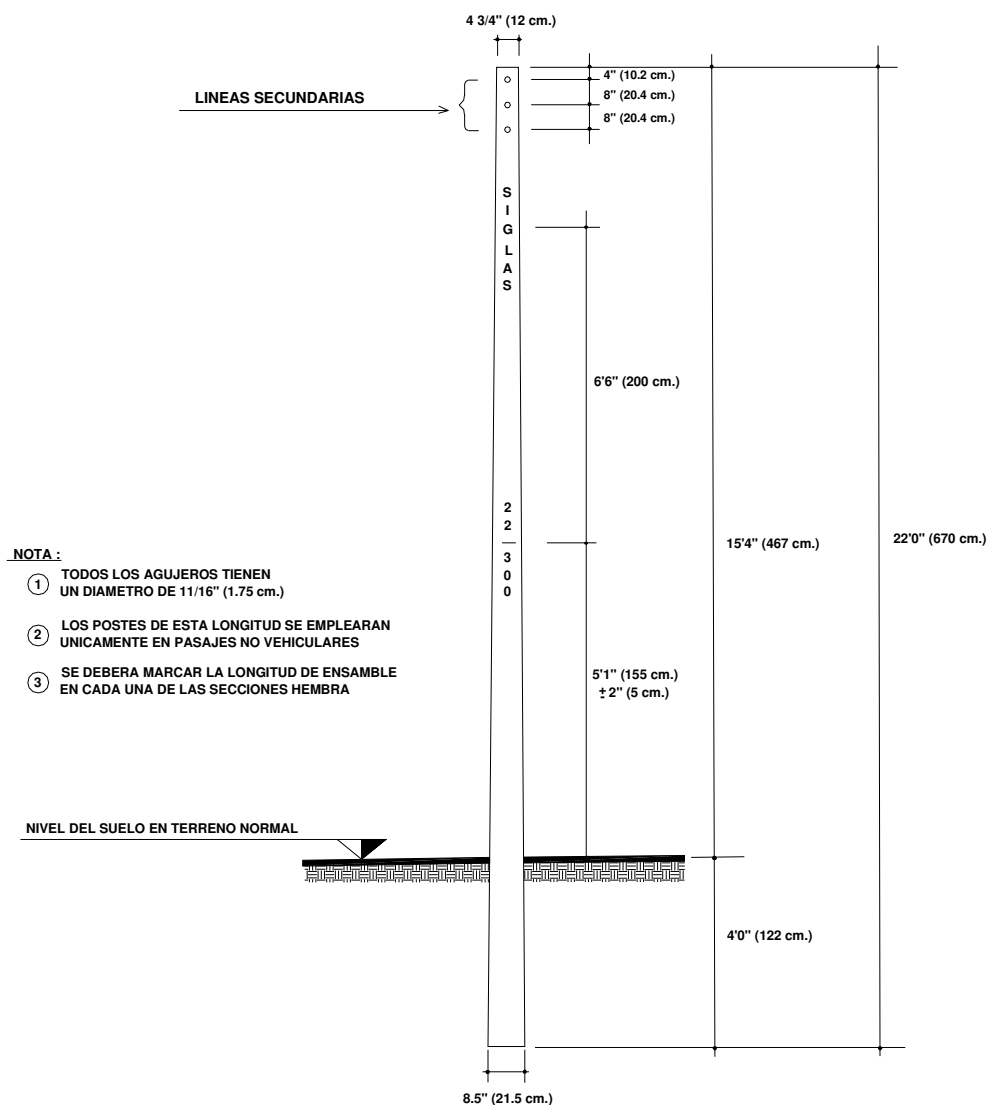 4 3/4" (12 cm.)
4" (10.2 cm.)
LINEAS SECUNDARIAS
8" (20.4 cm.)
8" (20.4 cm.)
SIGLAS
6'6" (200 cm.)
22
300
15'4" (467 cm.)
22'0" (670 cm.)
NOTA :
1 TODOS LOS AGUJEROS TIENEN
UN DIAMETRO DE 11/16" (1.75 cm.)
2 LOS POSTES DE ESTA LONGITUD SE EMPLEARAN
UNICAMENTE EN PASAJES NO VEHICULARES
3 SE DEBERA MARCAR LA LONGITUD DE ENSAMBLE
EN CADA UNA DE LAS SECCIONES HEMBRA
5'1" (155 cm.)
± 2" (5 cm.)
NIVEL DEL SUELO EN TERRENO NORMAL
4'0" (122 cm.)
8.5" (21.5 cm.)